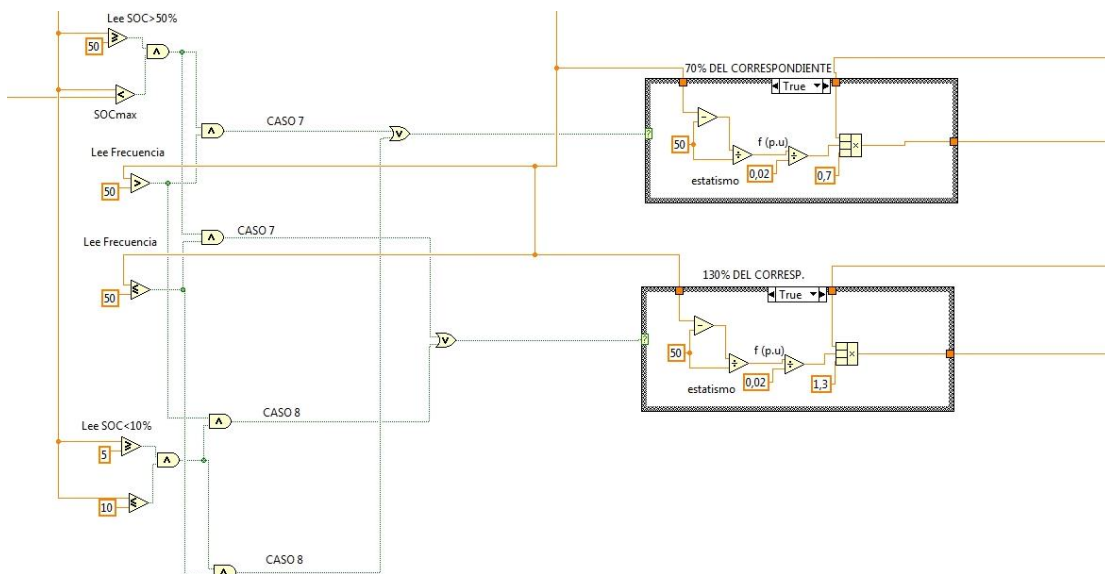 Lee SOC>50%
50
SOCmax
CASO 7
Lee Frecuencia
50
CASO 7
Lee Frecuencia
50
CASO 8
Lee SOC<10%
5
10
CASO 8
70% DEL CORRESPONDIENTE
True
50
f (p.u)
estatismo
0,02
0,7
130% DEL CORRESP.
True
50
f (p.u)
estatismo
0,02
1,3